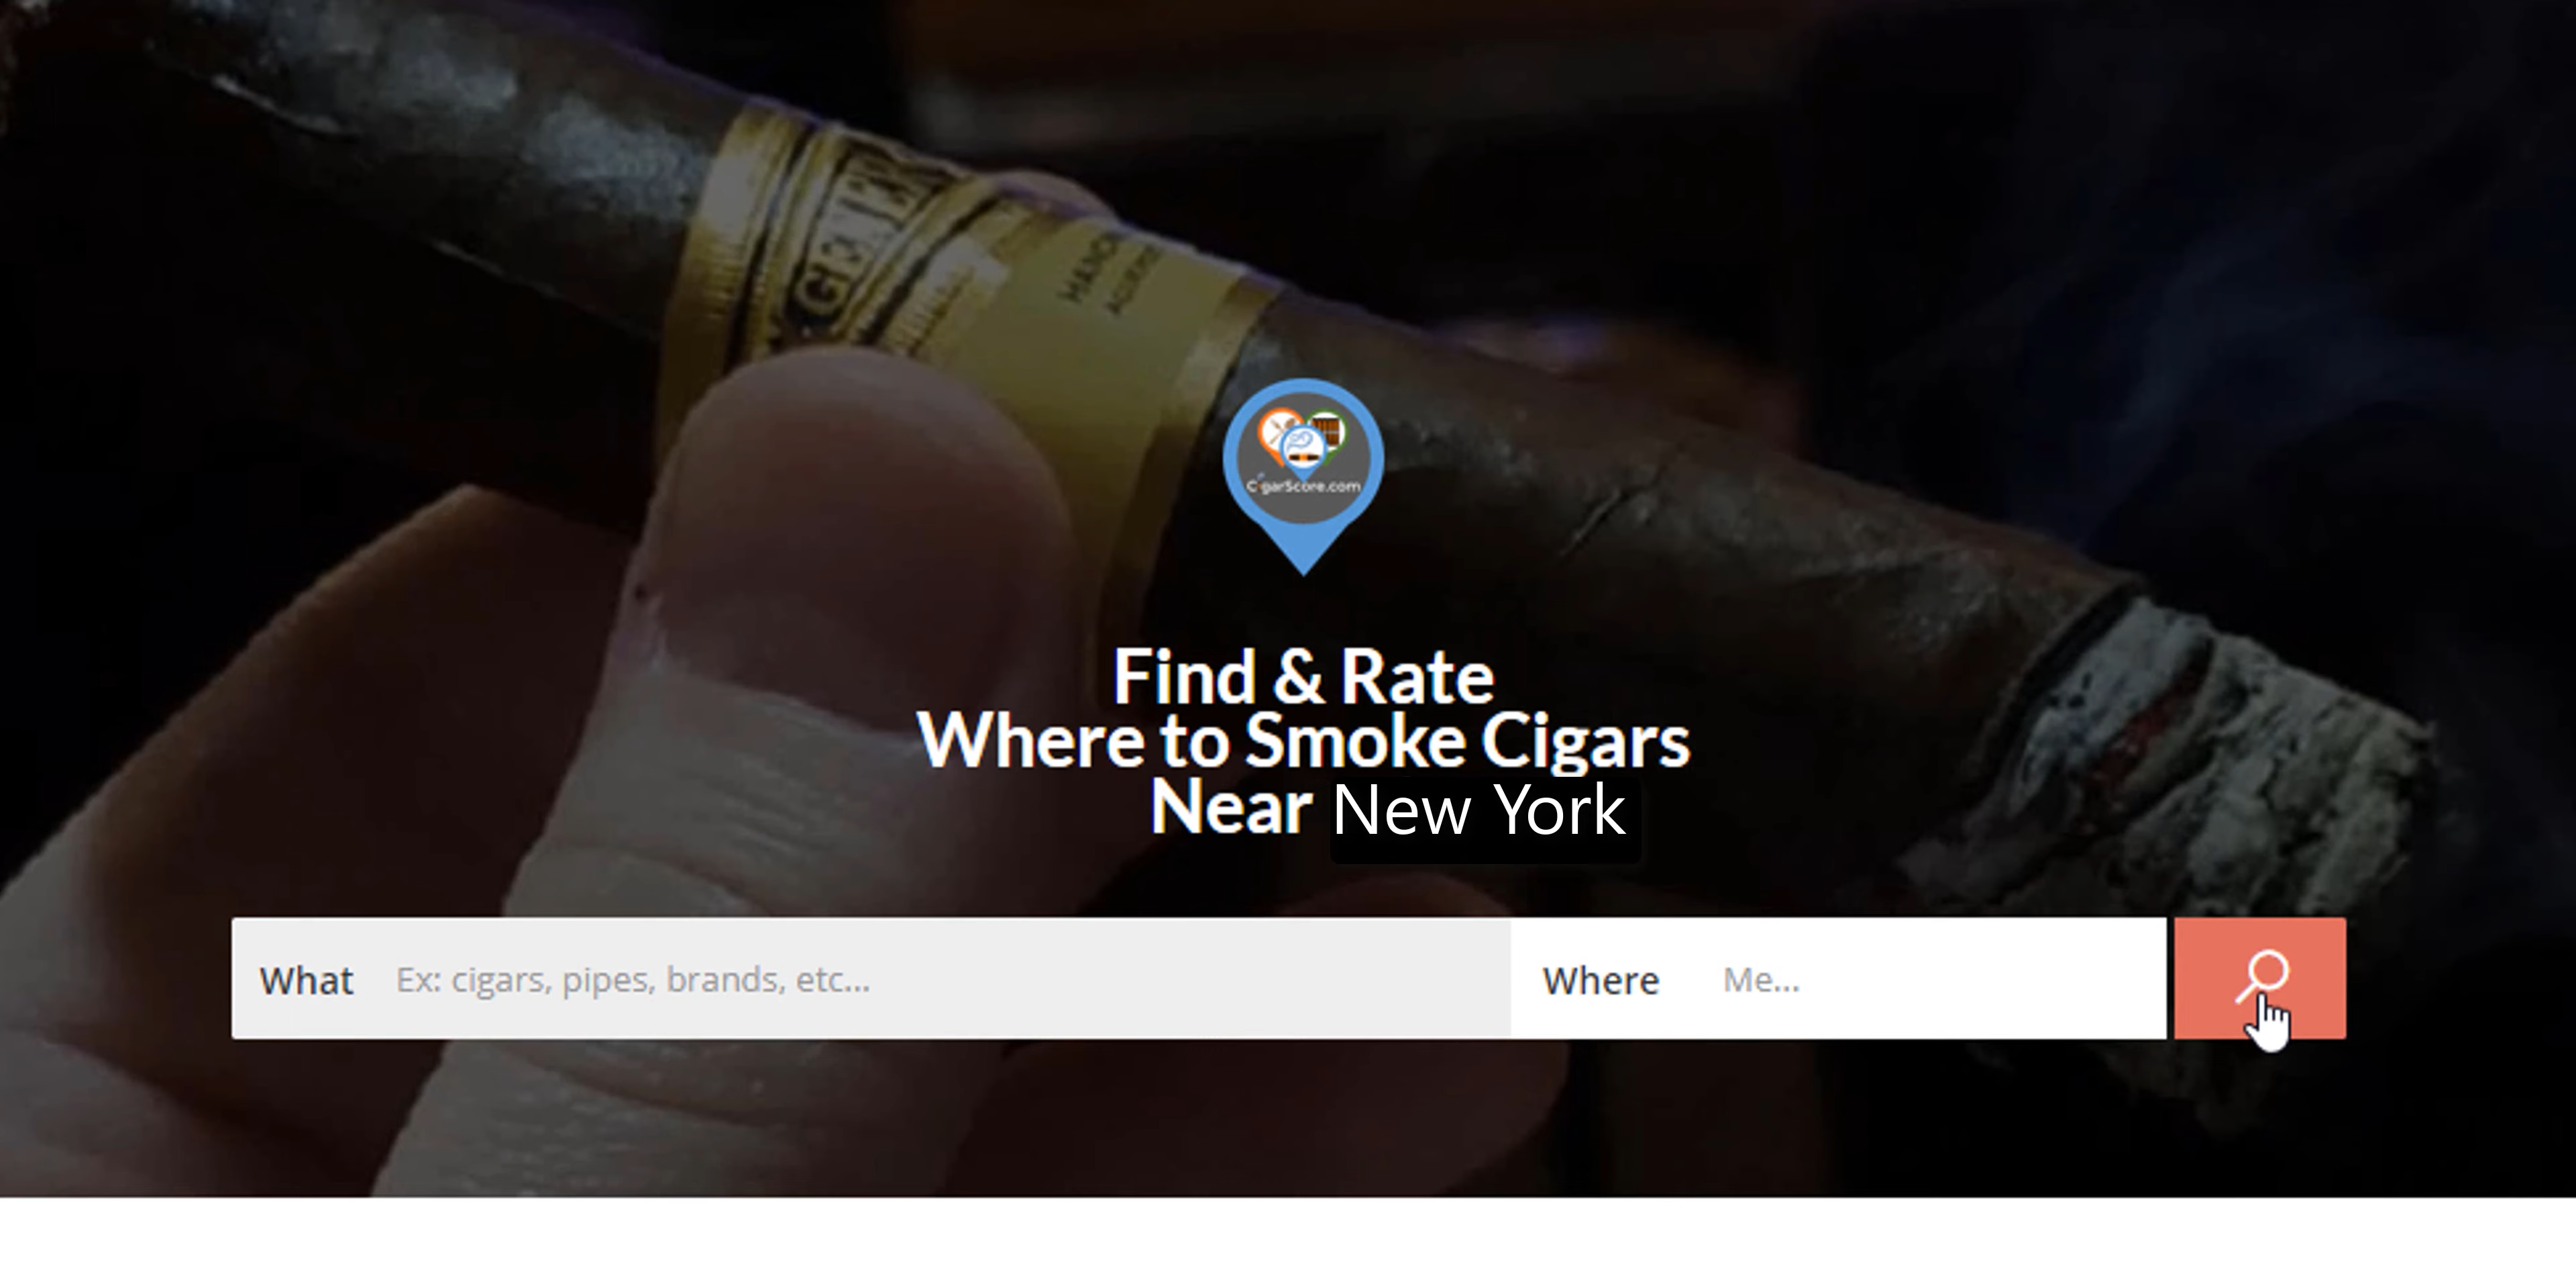 CigarScore.com
Find & Rate
Where to Smoke Cigars
Near New York
What Ex: cigars, pipes, brands, etc... Where Me...